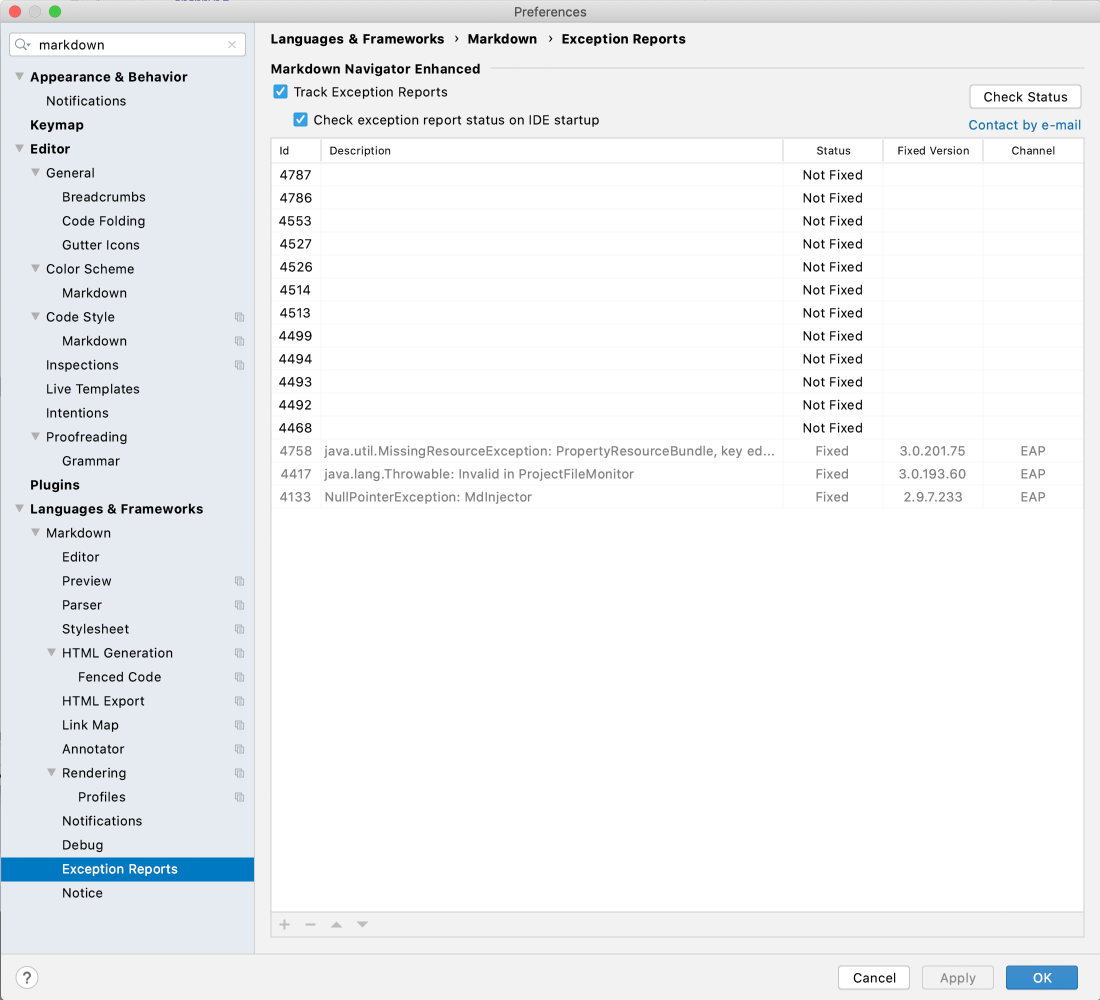 Preferences
markdown
Appearance & Behavior
Notifications
Keymap
Editor
General
Breadcrumbs
Code Folding
Gutter Icons
Color Scheme
Markdown
Code Style
Markdown
Inspections
Live Templates
Intentions
Proofreading
Grammar
Plugins
Languages & Frameworks
Markdown
Editor
Preview
Parser
Stylesheet
HTML Generation
Fenced Code
HTML Export
Link Map
Annotator
Rendering
Profiles
Notifications
Debug
Exception Reports
Notice
Languages & Frameworks › Markdown › Exception Reports
Markdown Navigator Enhanced
Track Exception Reports
Check Status
Check exception report status on IDE startup
Contact by e-mail
Id Description Status Fixed Version Channel
4787 Not Fixed
4786 Not Fixed
4553 Not Fixed
4527 Not Fixed
4526 Not Fixed
4514 Not Fixed
4513 Not Fixed
4499 Not Fixed
4494 Not Fixed
4493 Not Fixed
4492 Not Fixed
4468 Not Fixed
4758 java.util.MissingResourceException: PropertyResourceBundle, key ed... Fixed 3.0.201.75 EAP
4417 java.lang.Throwable: Invalid in ProjectFileMonitor Fixed 3.0.193.60 EAP
4133 NullPointerException: MdInjector Fixed 2.9.7.233 EAP
? Cancel Apply OK